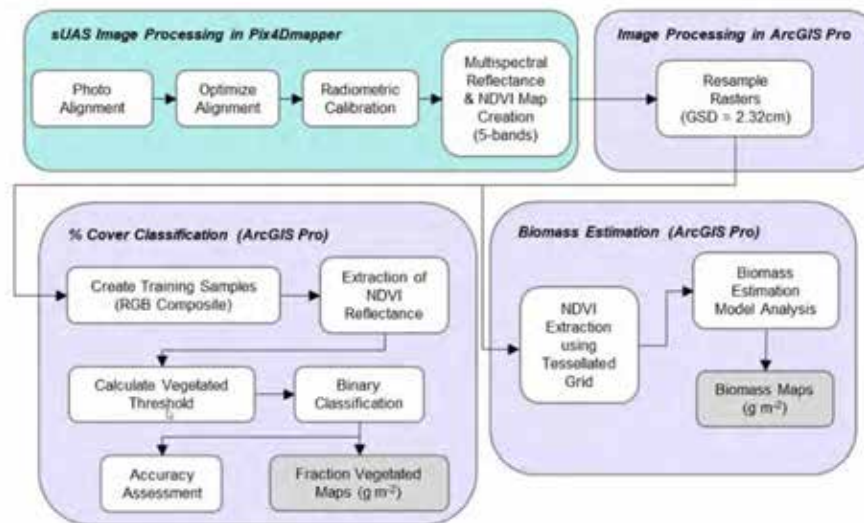 sUAS Image Processing in Pix4Dmapper
Photo
Alignment
Optimize
Alignment
Radiometric
Calibration
Multispectral
Reflectance
& NDVI Map
Creation
(5-bands)
Image Processing in ArcGIS Pro
Resample
Rasters
(GSD = 2.32cm)
% Cover Classification (ArcGIS Pro)
Create Training Samples
(RGB Composite)
Extraction of
NDVI
Reflectance
Calculate Vegetated
Threshold
Binary
Classification
Accuracy
Assessment
Fraction Vegetated
Maps (g m-2)
Biomass Estimation (ArcGIS Pro)
NDVI
Extraction
using
Tessellated
Grid
Biomass
Estimation
Model Analysis
Biomass Maps
(g m-2)